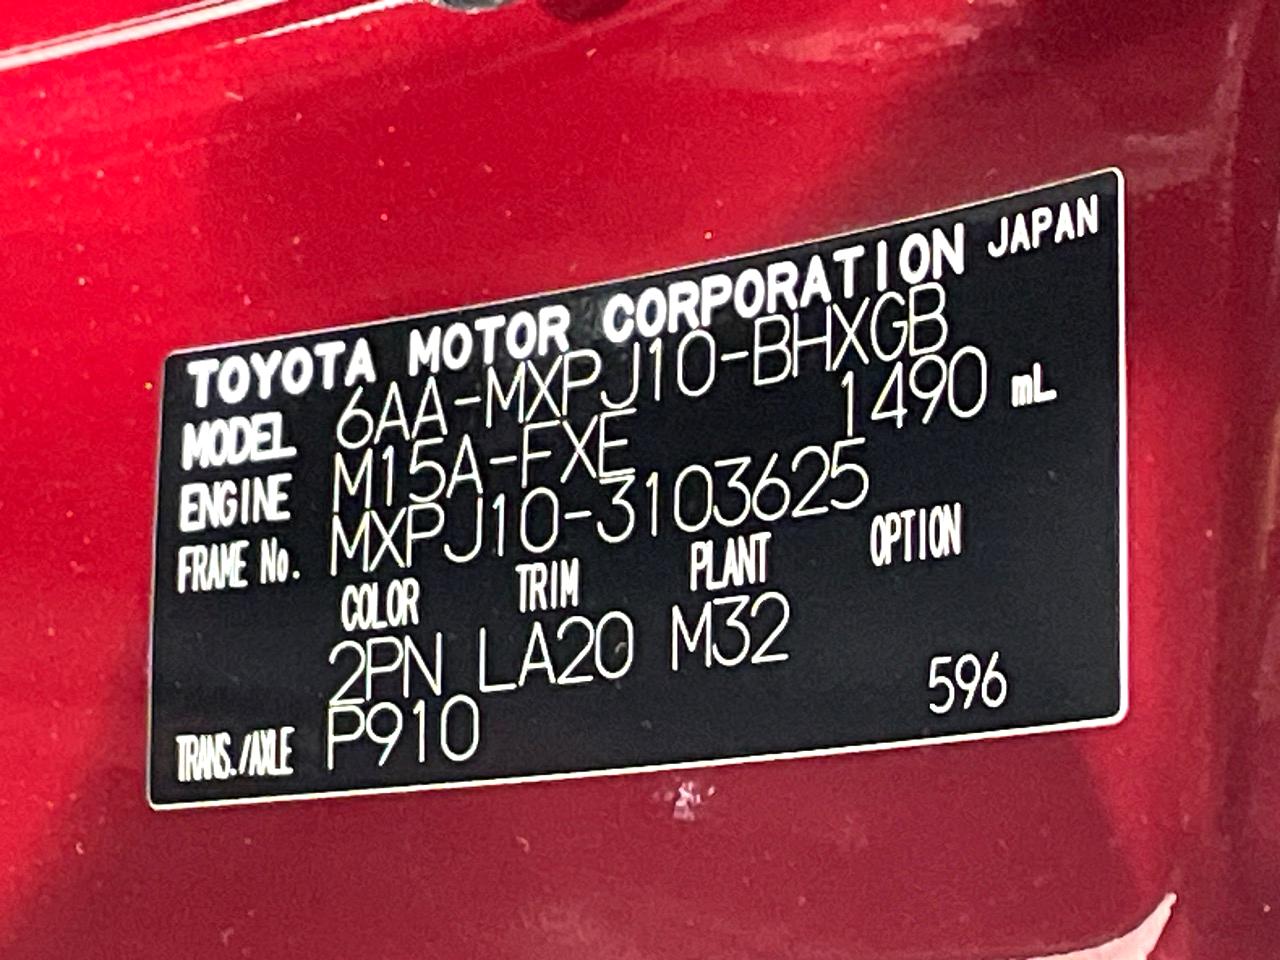 TOYOTA MOTOR CORPORATION JAPAN
MODEL 6AA-MXPJ10-BHXGB
ENGINE M15A-FXE 1490 mL
FRAME No. MXPJ10-3103625
COLOR TRIM PLANT OPTION
2PN LA20 M32
TRANS./AXLE P910 596